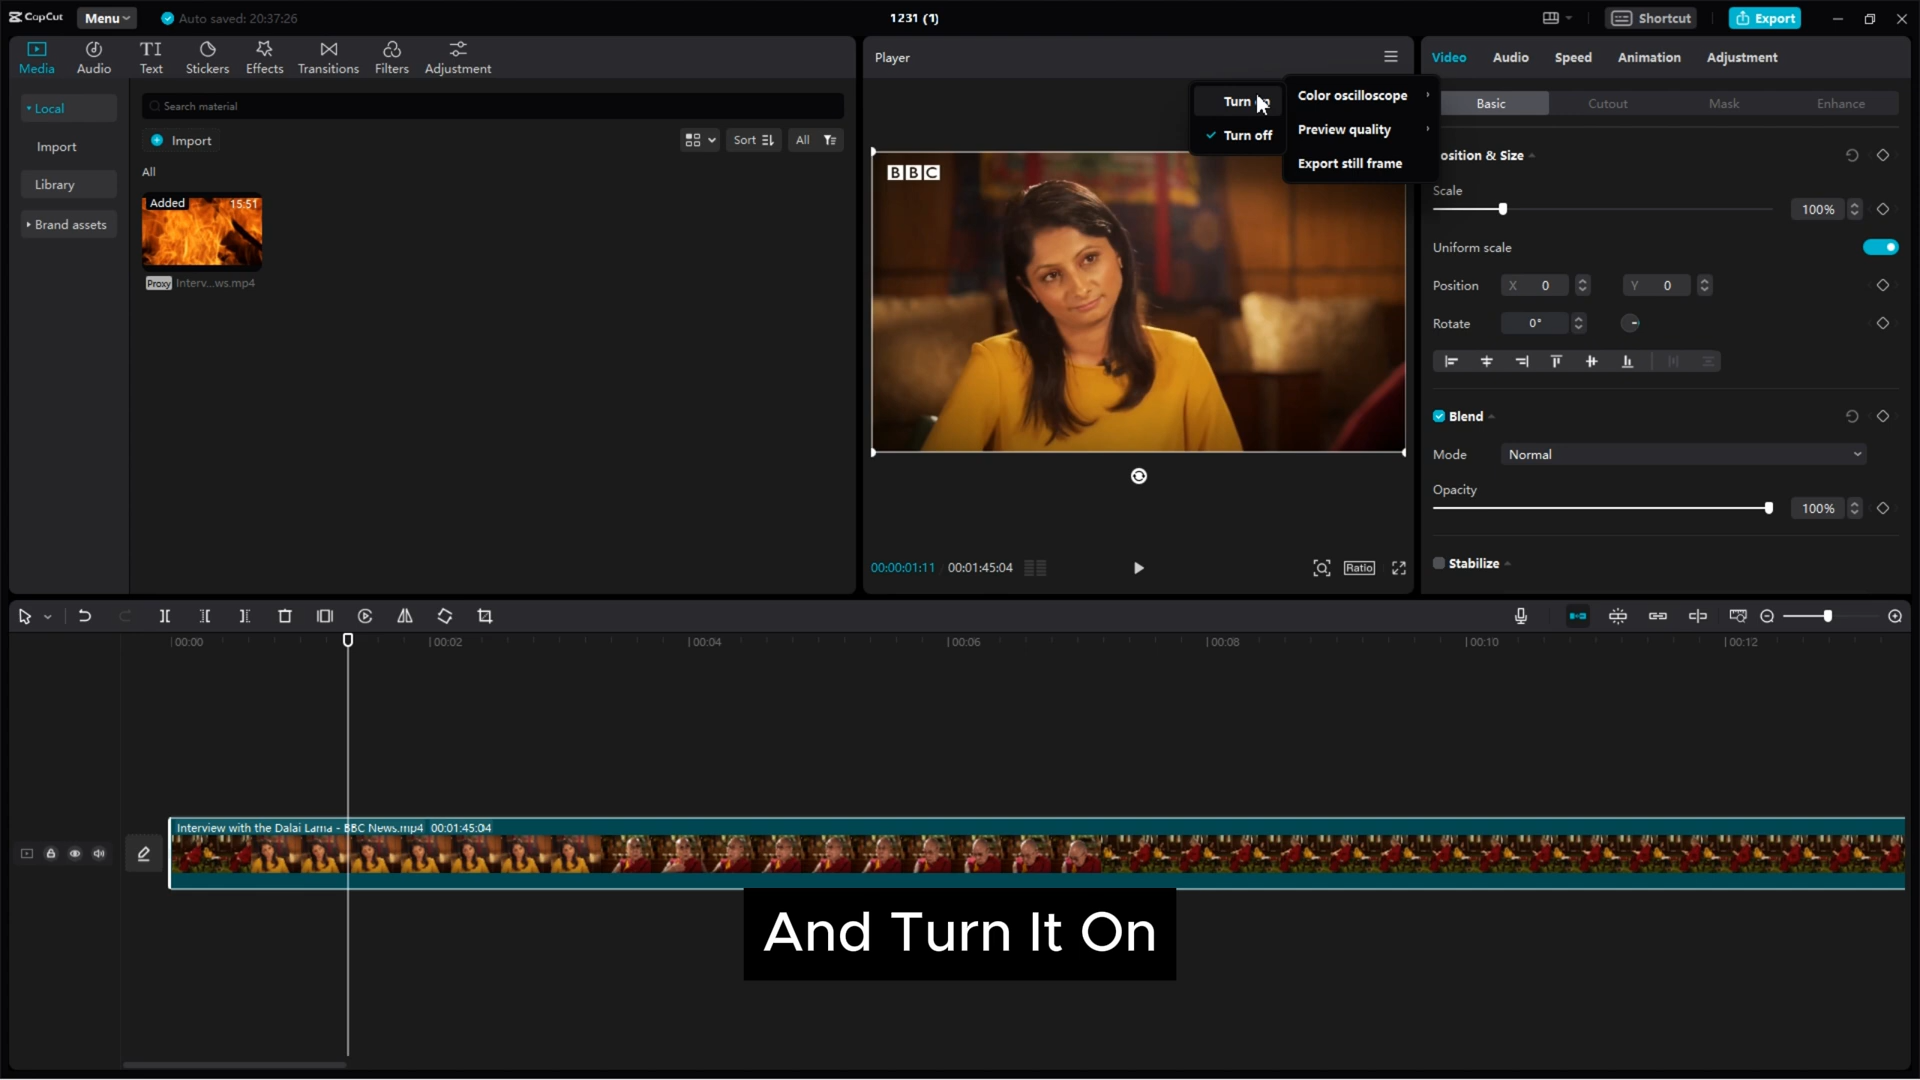 CapCut
Menu
Auto saved: 20:37:26
1231 (1)
Shortcut
Export
Media
Audio
Text
Stickers
Effects
Transitions
Filters
Adjustment
Local
Import
Library
Brand assets
Search material
Import
Sort
All
All
Added
15:51
Proxy
Interv...ws.mp4
Player
Turn
Turn off
Color oscilloscope
Preview quality
Export still frame
BBC
00:00:01:11
00:01:45:04
Ratio
Video
Audio
Speed
Animation
Adjustment
Basic
Cutout
Mask
Enhance
osition & Size
Scale
100%
Uniform scale
Position
X 0
Y 0
Rotate
0°
Blend
Mode
Normal
Opacity
100%
Stabilize
00:00
00:02
00:04
00:06
00:08
00:10
00:12
Interview with the Dalai Lama - BBC News.mp4 00:01:45:04
And Turn It On